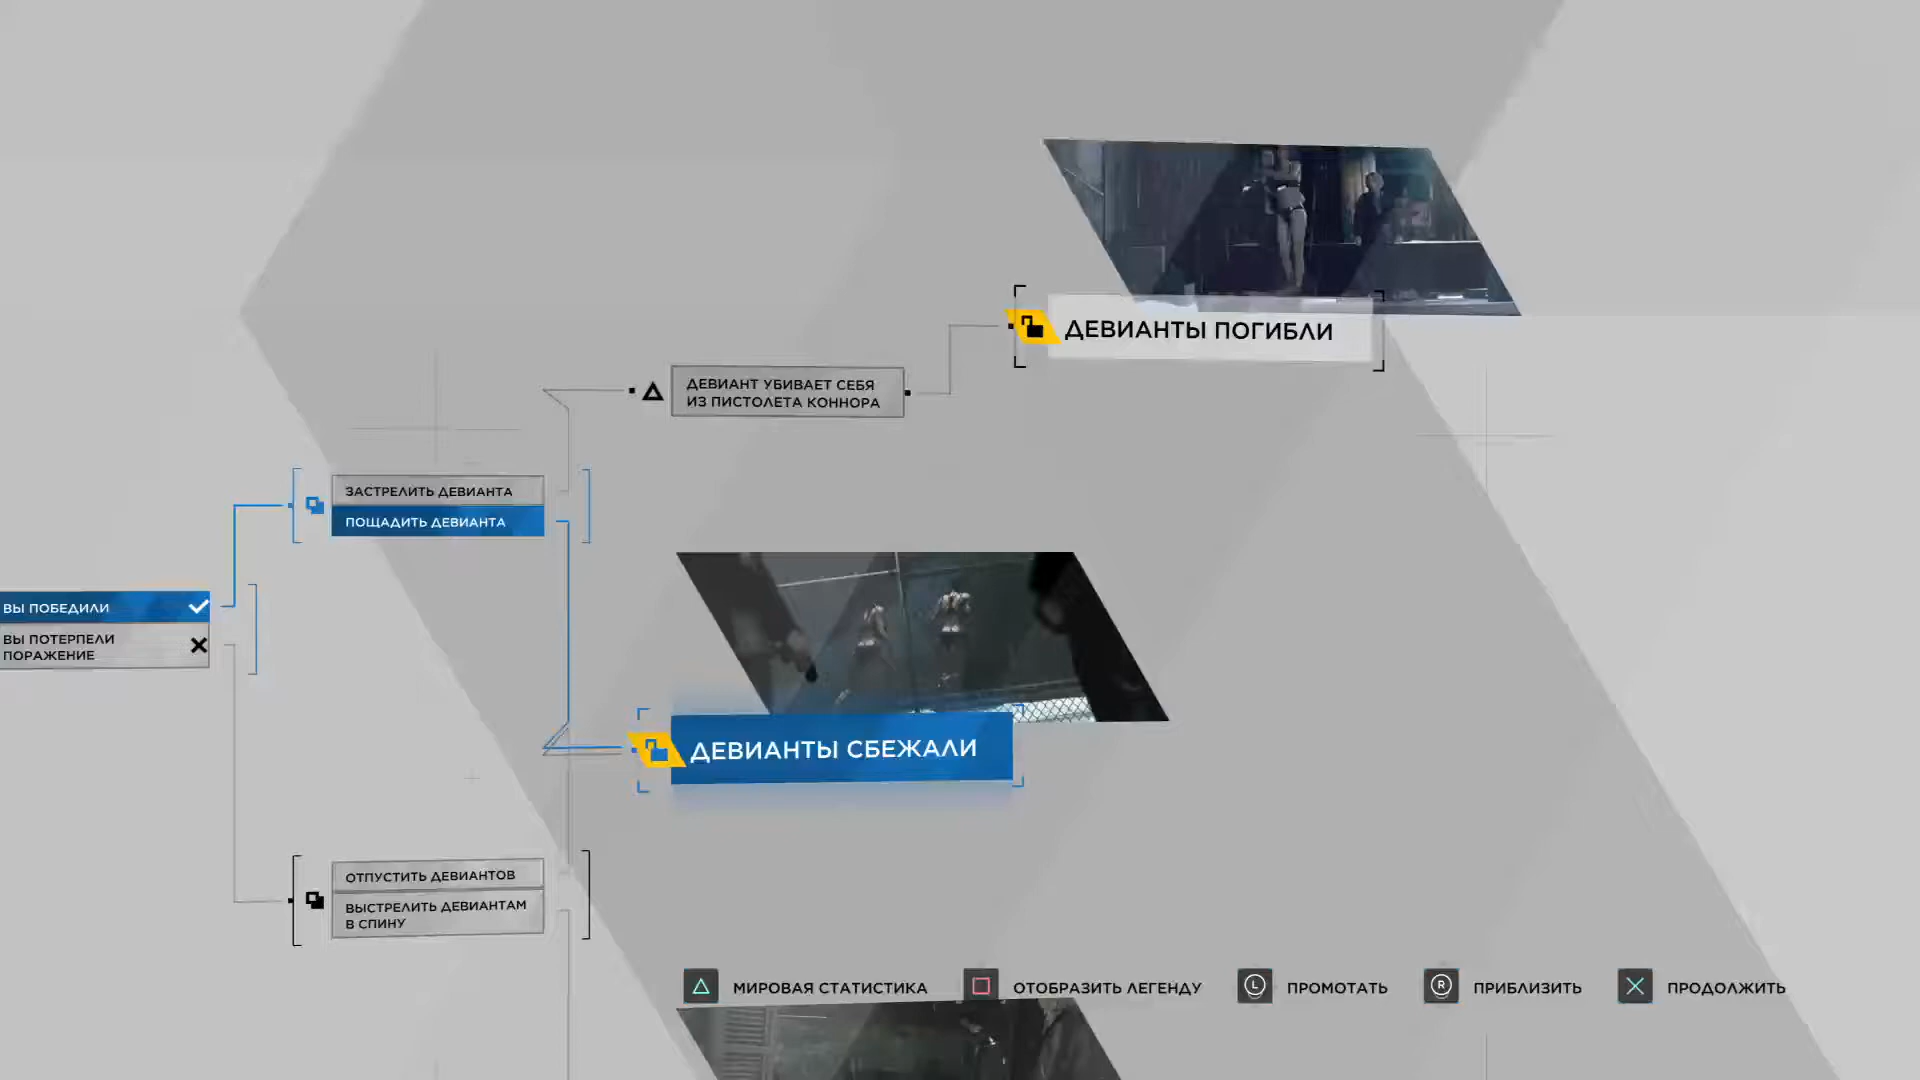 ДЕВИАНТЫ ПОГИБЛИ
ДЕВИАНТ УБИВАЕТ СЕБЯ
ИЗ ПИСТОЛЕТА КОННОРА
ЗАСТРЕЛИТЬ ДЕВИАНТА
ПОЩАДИТЬ ДЕВИАНТА
ВЫ ПОБЕДИЛИ
ВЫ ПОТЕРПЕЛИ
ПОРАЖЕНИЕ
ДЕВИАНТЫ СБЕЖАЛИ
ОТПУСТИТЬ ДЕВИАНТОВ
ВЫСТРЕЛИТЬ ДЕВИАНТАМ
В СПИНУ
МИРОВАЯ СТАТИСТИКА
ОТОБРАЗИТЬ ЛЕГЕНДУ
L ПРОМОТАТЬ
R ПРИБЛИЗИТЬ
ПРОДОЛЖИТЬ